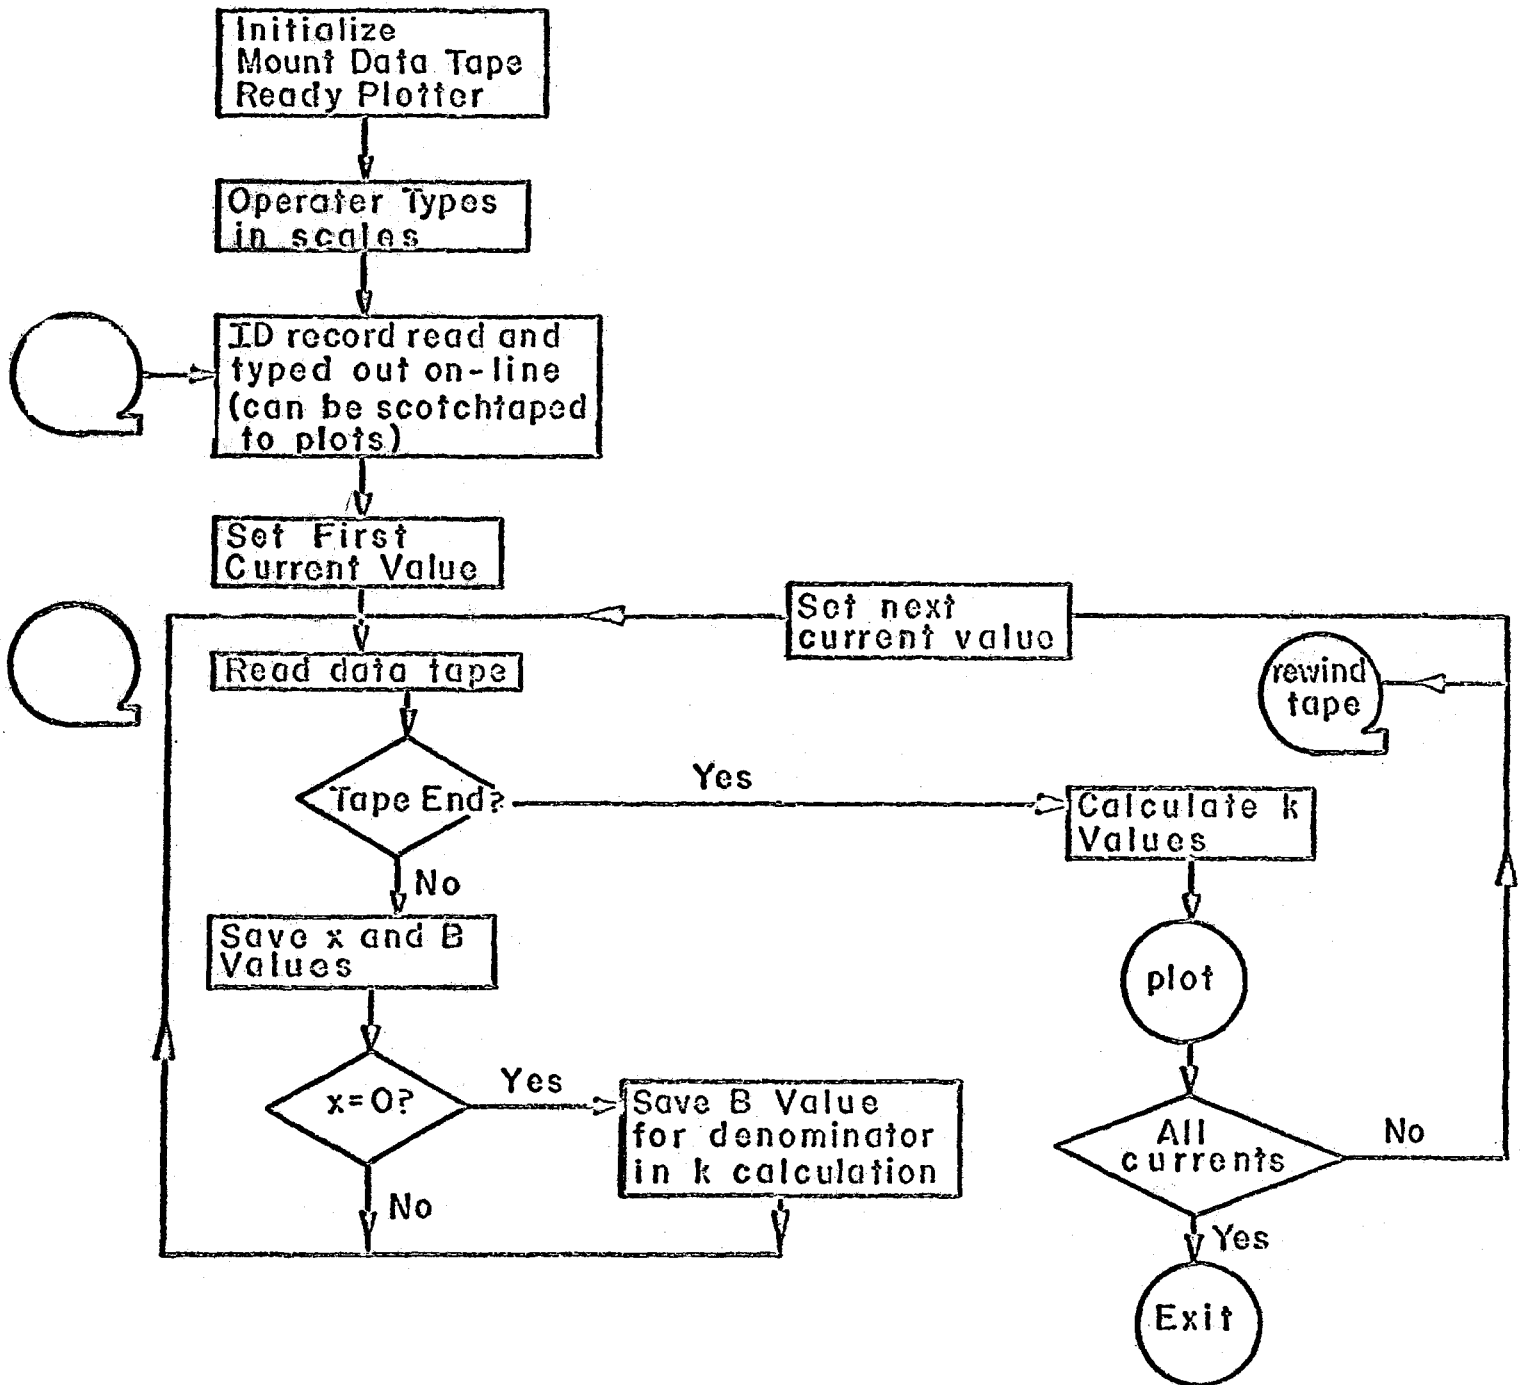 Initialize
Mount Data Tape
Ready Plotter
Operater Types
in scales
ID record read and
typed out on-line
(can be scotchtaped
to plots)
Set First
Current Value
Set next
current value
Read data tape
rewind
tape
Tape End?
Yes
No
Calculate k
Values
Save x and B
Values
plot
x=0?
Yes
No
Save B Value
for denominator
in k calculation
All
currents
No
Yes
Exit